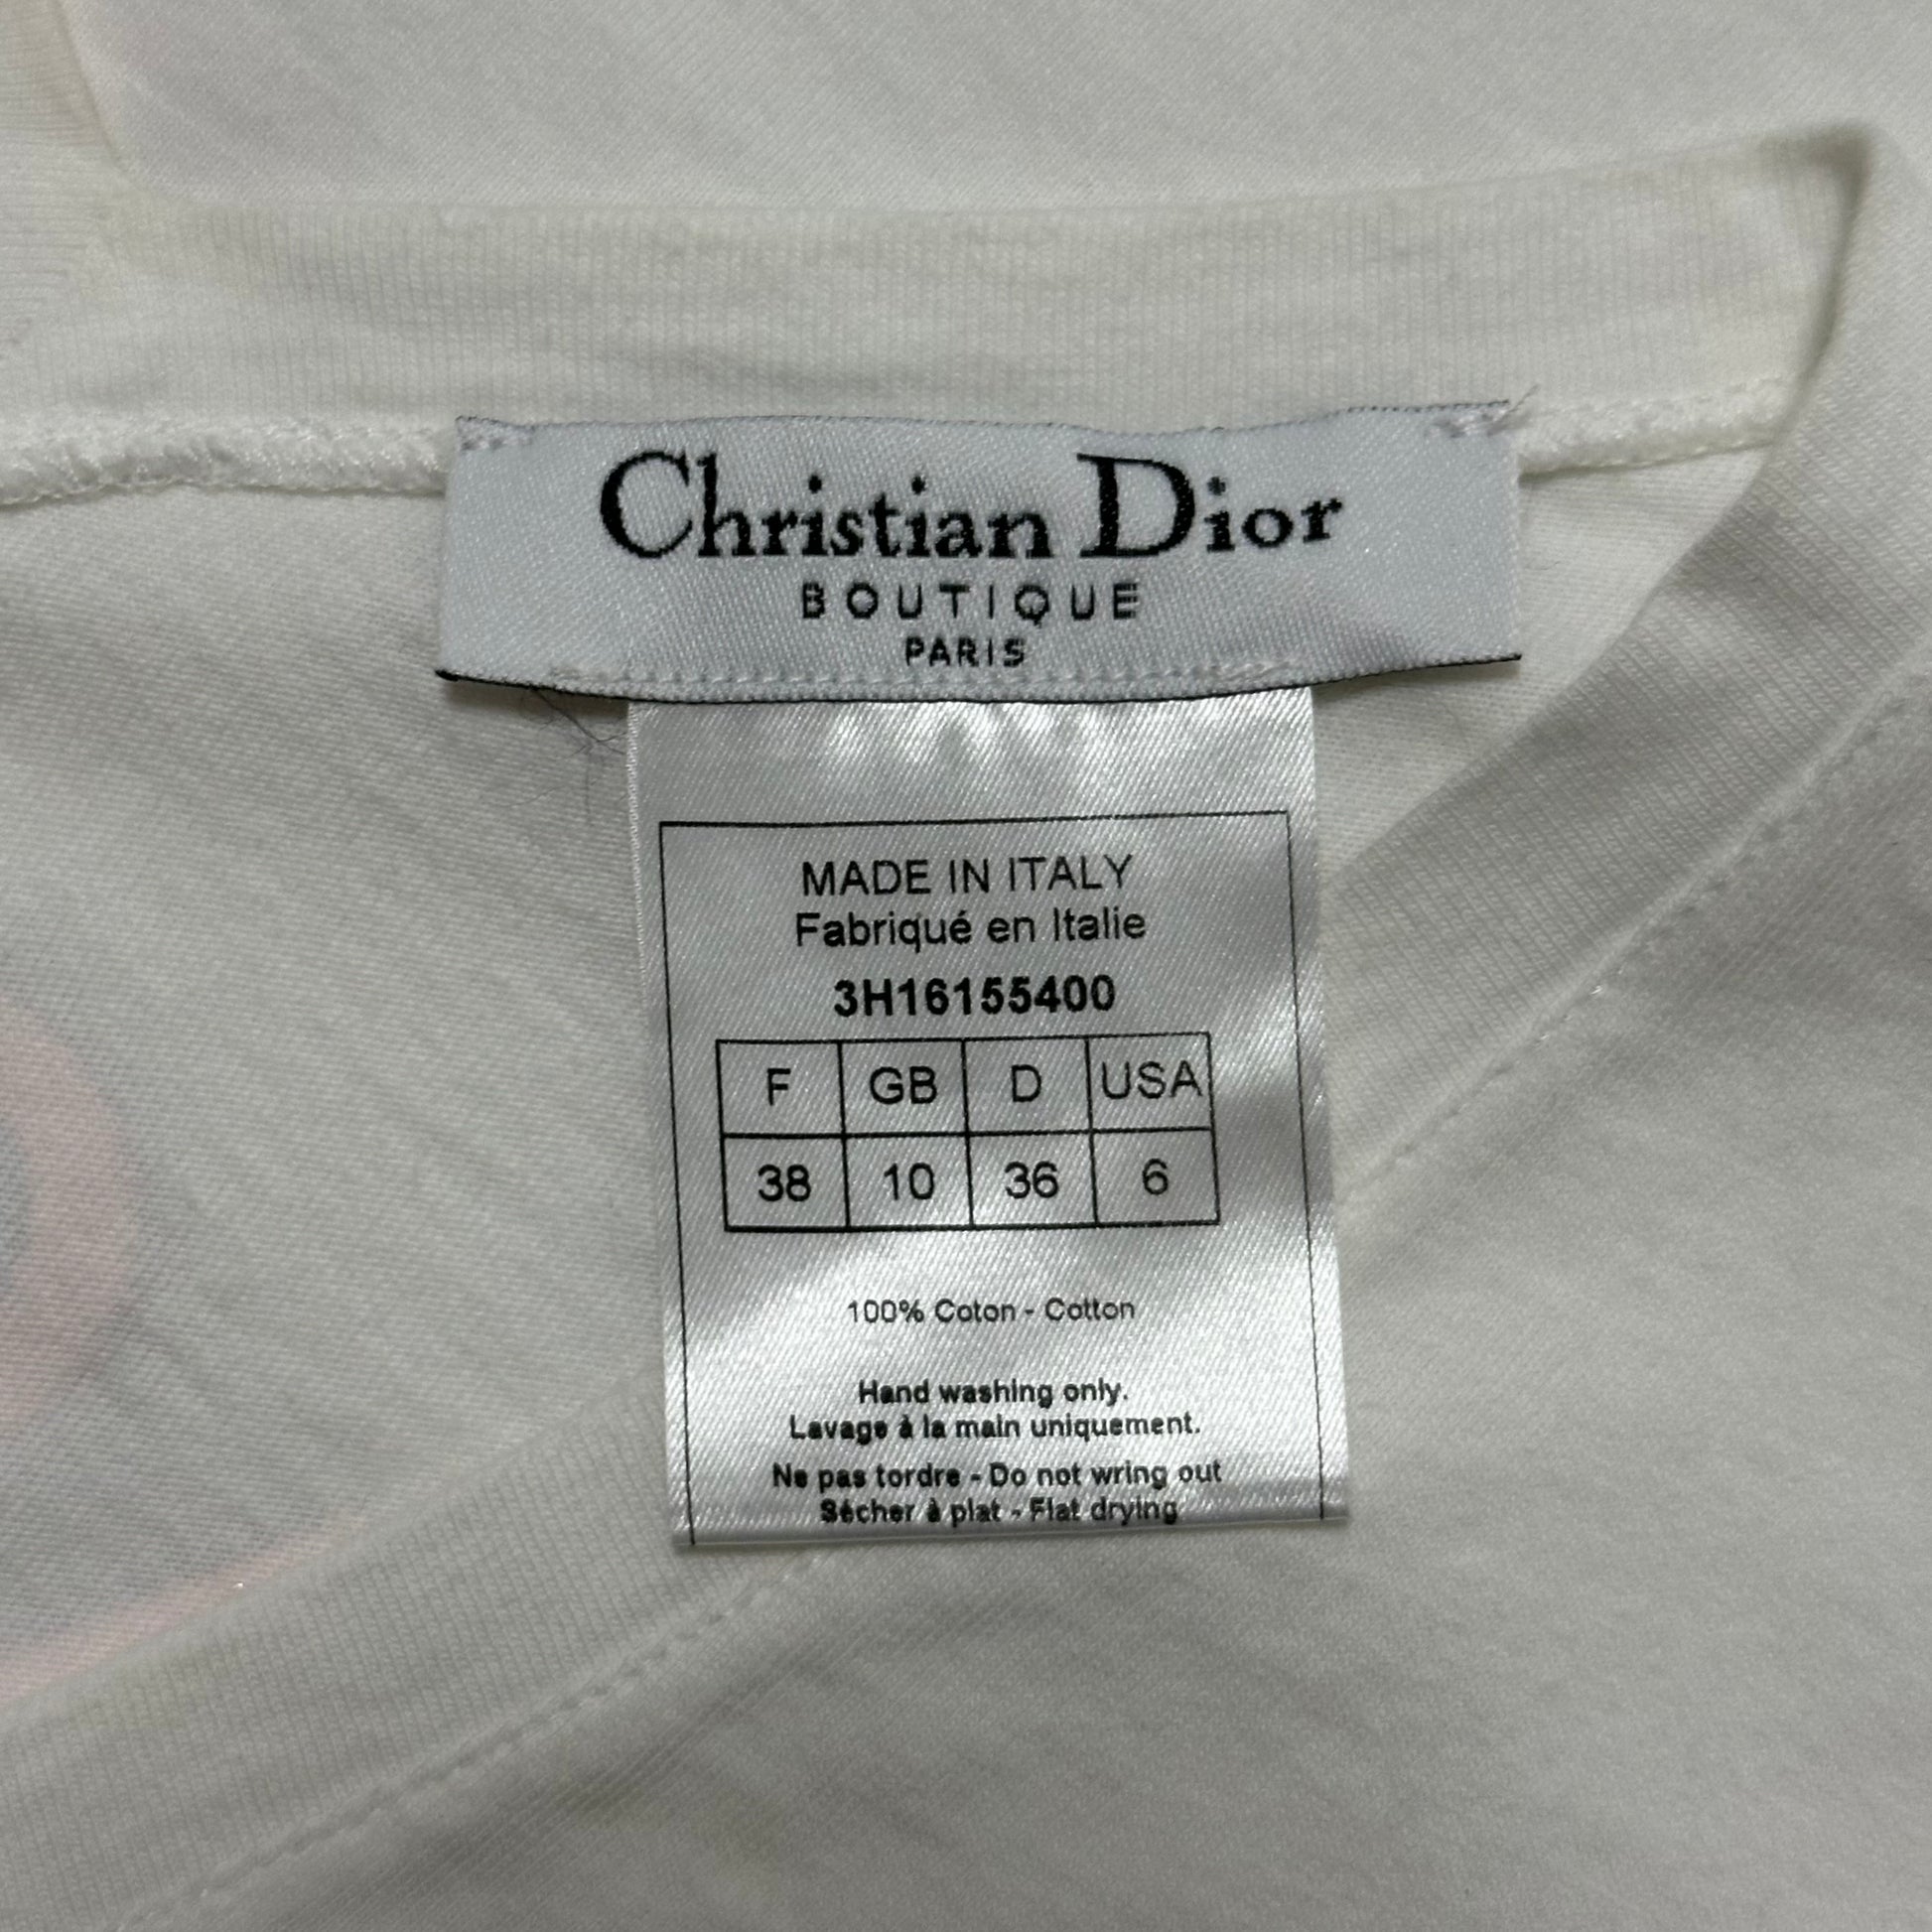 Christian Dior
BOUTIQUE
PARIS
MADE IN ITALY
Fabriqué en Italie
3H16155400
F GB D USA
38 10 36 6
100% Coton - Cotton
Hand washing only.
Lavage à la main uniquement.
Ne pas tordre - Do not wring out
Sécher à plat - Flat drying